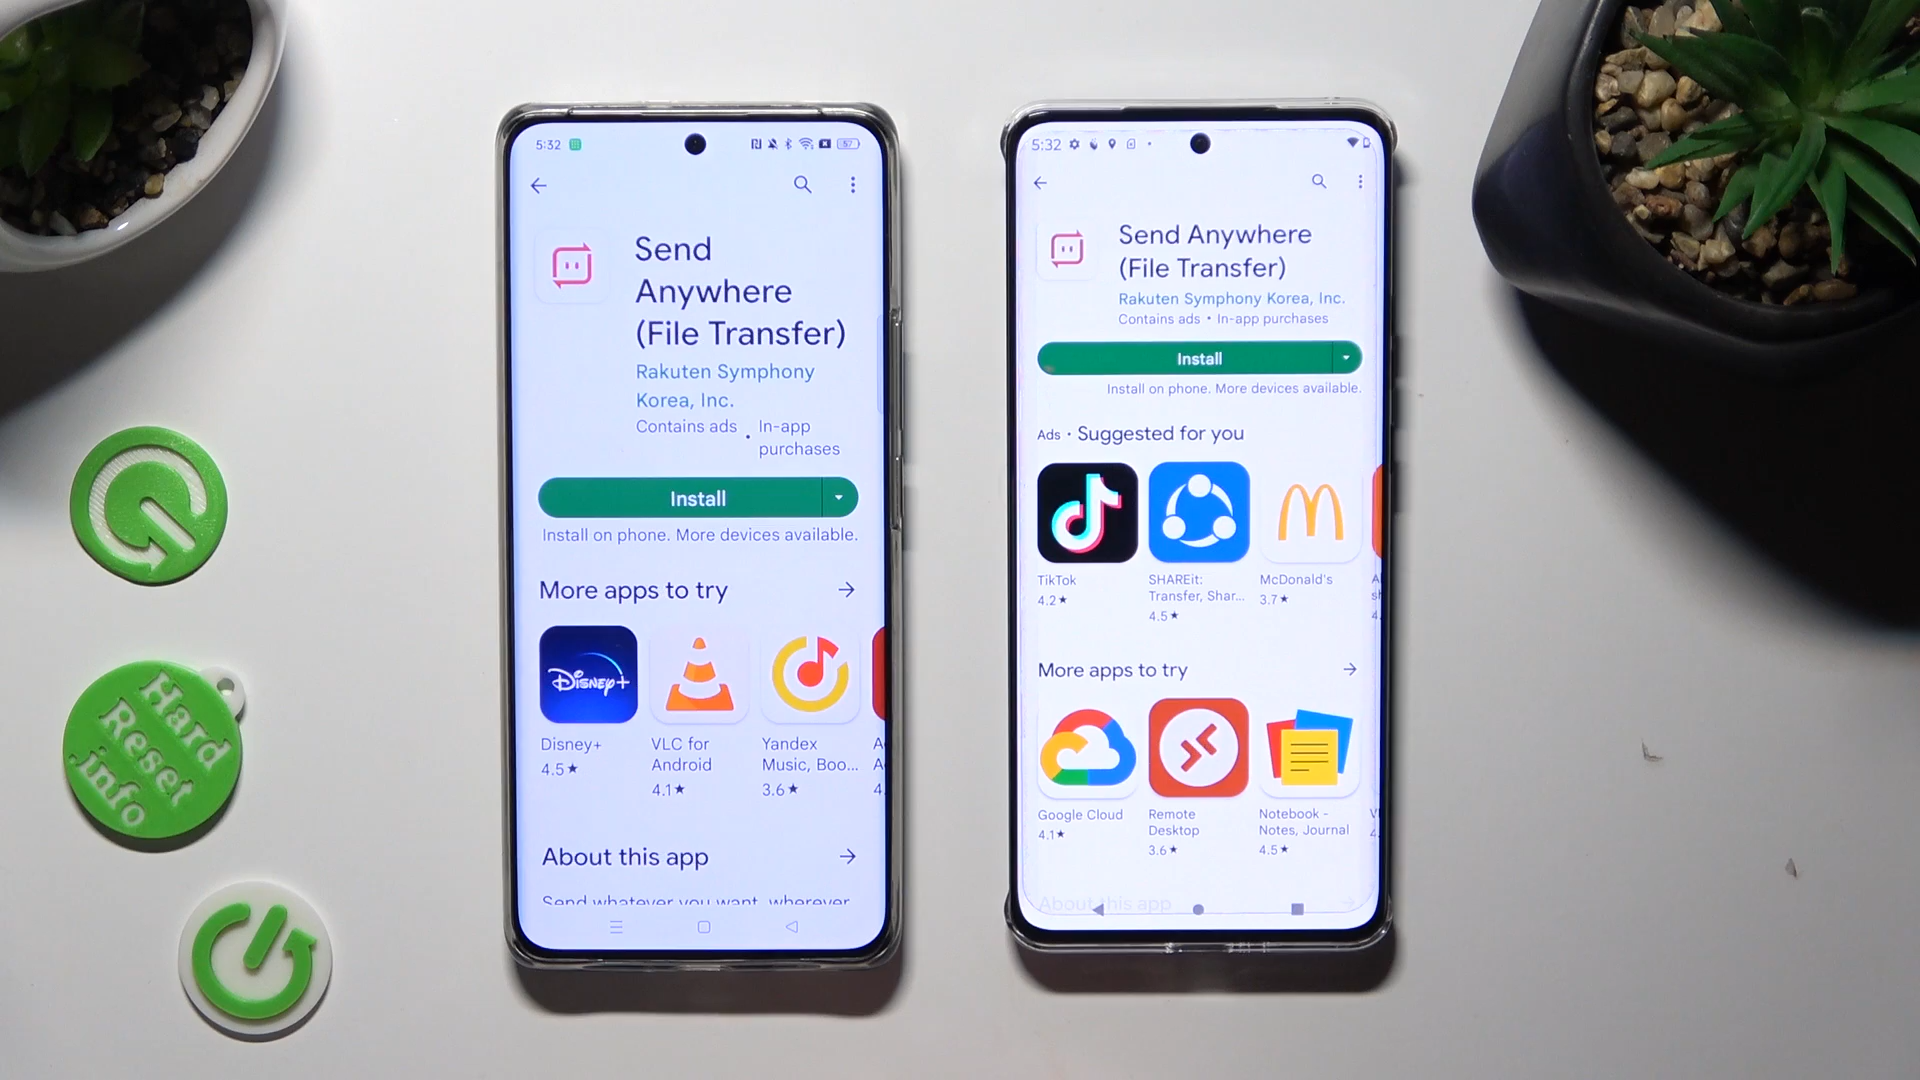 Hard
Reset
.info
5:32
57
Send
Anywhere
(File Transfer)
Rakuten Symphony
Korea, Inc.
Contains ads • In-app
purchases
Install
Install on phone. More devices available.
More apps to try
Disney+
Disney+
4.5★
VLC for
Android
4.1★
Yandex
Music, Boo...
3.6★
4.
About this app
Send whatever you want, wherever
5:32
Send Anywhere
(File Transfer)
Rakuten Symphony Korea, Inc.
Contains ads • In-app purchases
Install
Install on phone. More devices available.
Ads • Suggested for you
TikTok
4.2★
SHAREit:
Transfer, Shar...
4.5★
McDonald's
3.7★
4.
More apps to try
Google Cloud
4.1★
Remote
Desktop
3.6★
Notebook -
Notes, Journal
4.5★
4.
About this app